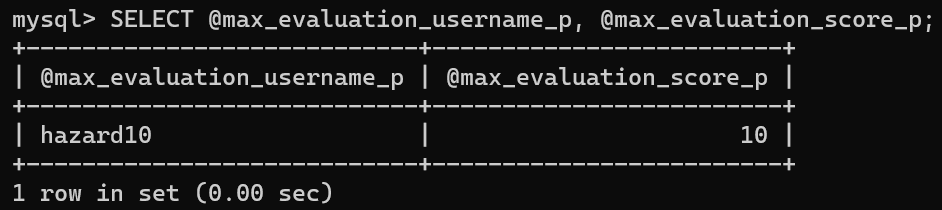 mysql> SELECT @max_evaluation_username_p, @max_evaluation_score_p;
+----------------------------+-------------------------+
| @max_evaluation_username_p | @max_evaluation_score_p |
+----------------------------+-------------------------+
| hazard10                   |                      10 |
+----------------------------+-------------------------+
1 row in set (0.00 sec)